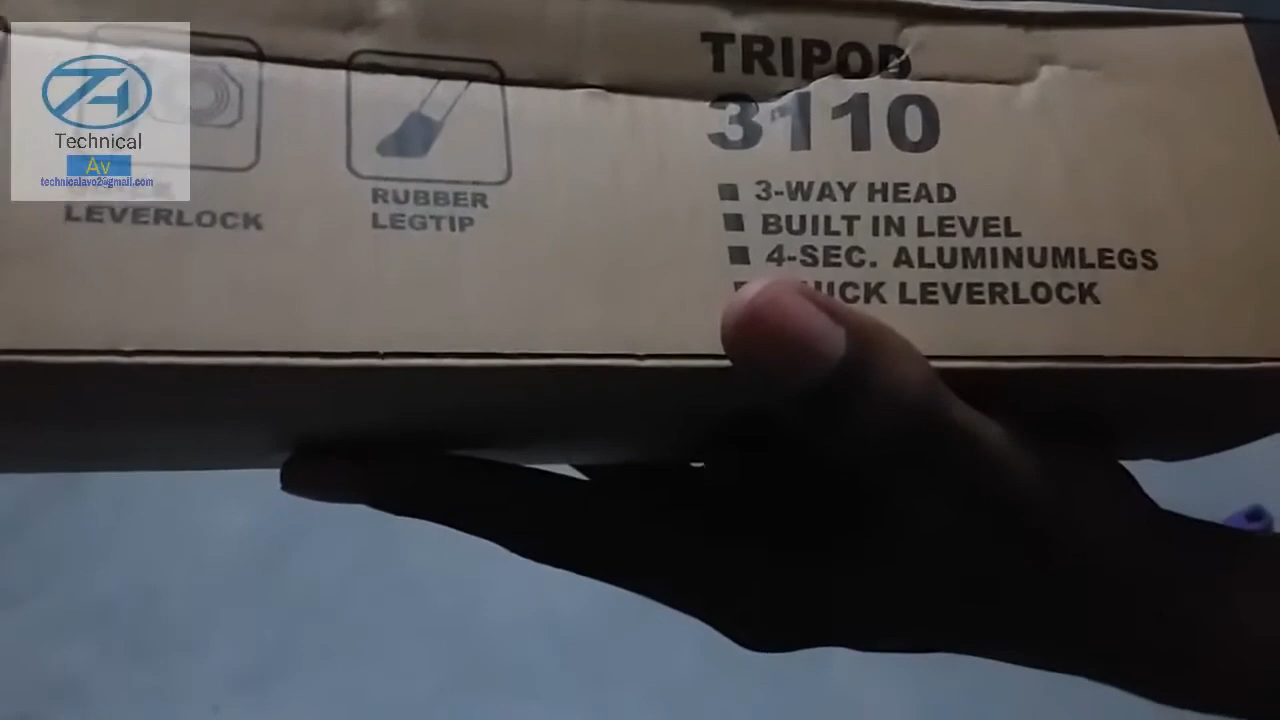 Technical
Av
technicalavo2@gmail.com
LEVERLOCK
RUBBER
LEGTIP
TRIPOD
3110
3-WAY HEAD
BUILT IN LEVEL
4-SEC. ALUMINUMLEGS
LEVERLOCK